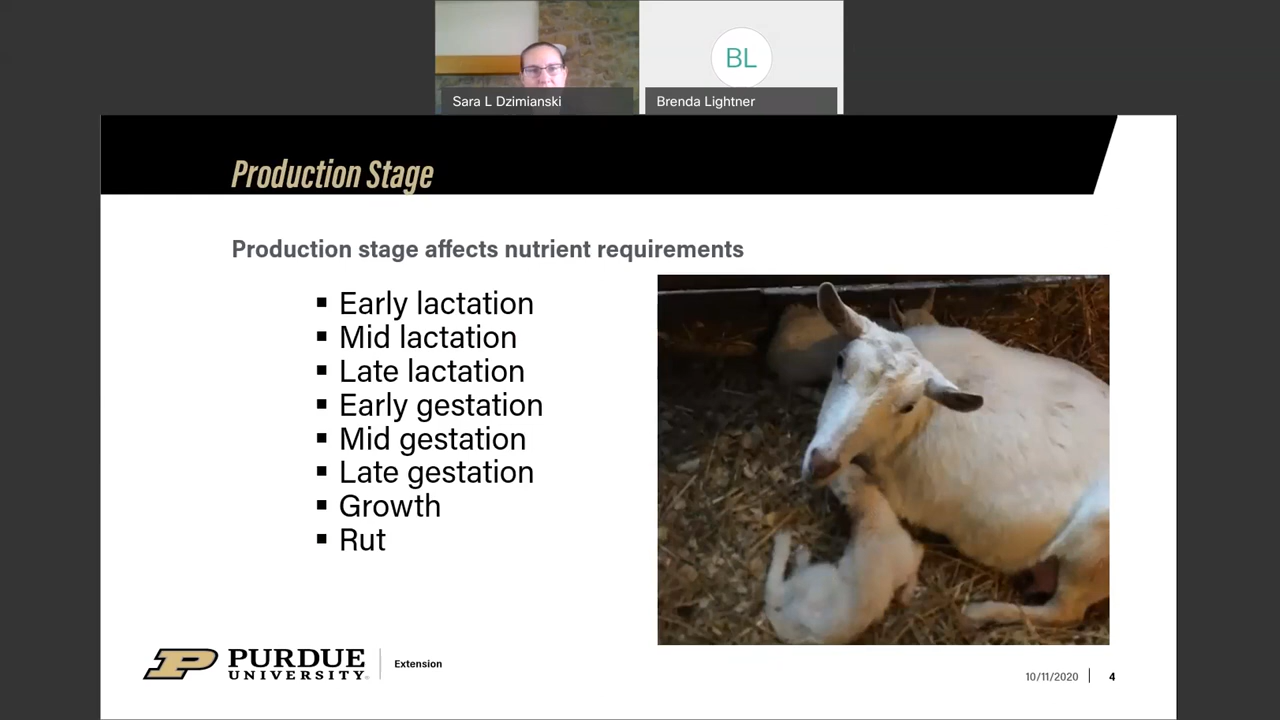 Sara L Dzimianski
BL
Brenda Lightner
Production Stage
Production stage affects nutrient requirements
▪ Early lactation
▪ Mid lactation
▪ Late lactation
▪ Early gestation
▪ Mid gestation
▪ Late gestation
▪ Growth
▪ Rut
P PURDUE UNIVERSITY®
Extension
10/11/2020 | 4